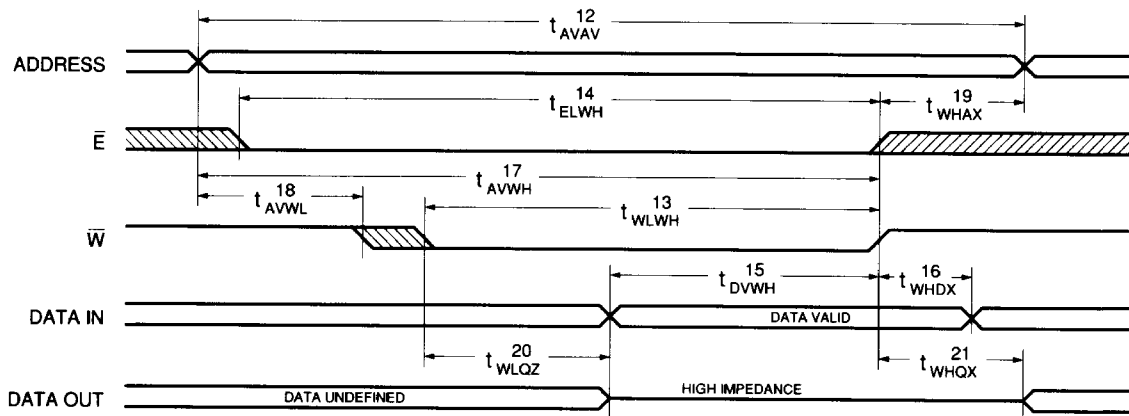 12
t AVAV
ADDRESS
14
t ELWH
19
t WHAX
E̅
17
t AVWH
18
t AVWL
13
t WLWH
W̅
15
t DVWH
16
t WHDX
DATA IN
DATA VALID
20
t WLQZ
21
t WHQX
DATA OUT
DATA UNDEFINED
HIGH IMPEDANCE